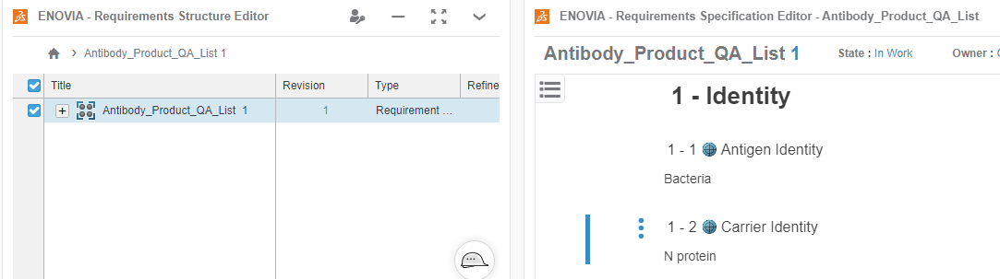 ENOVIA - Requirements Structure Editor
Antibody_Product_QA_List 1
Title Revision Type Refine
Antibody_Product_QA_List 1 1 Requirement ...
ENOVIA - Requirements Specification Editor - Antibody_Product_QA_List
Antibody_Product_QA_List 1 State : In Work Owner :
1 - Identity
1 - 1 Antigen Identity
Bacteria
1 - 2 Carrier Identity
N protein